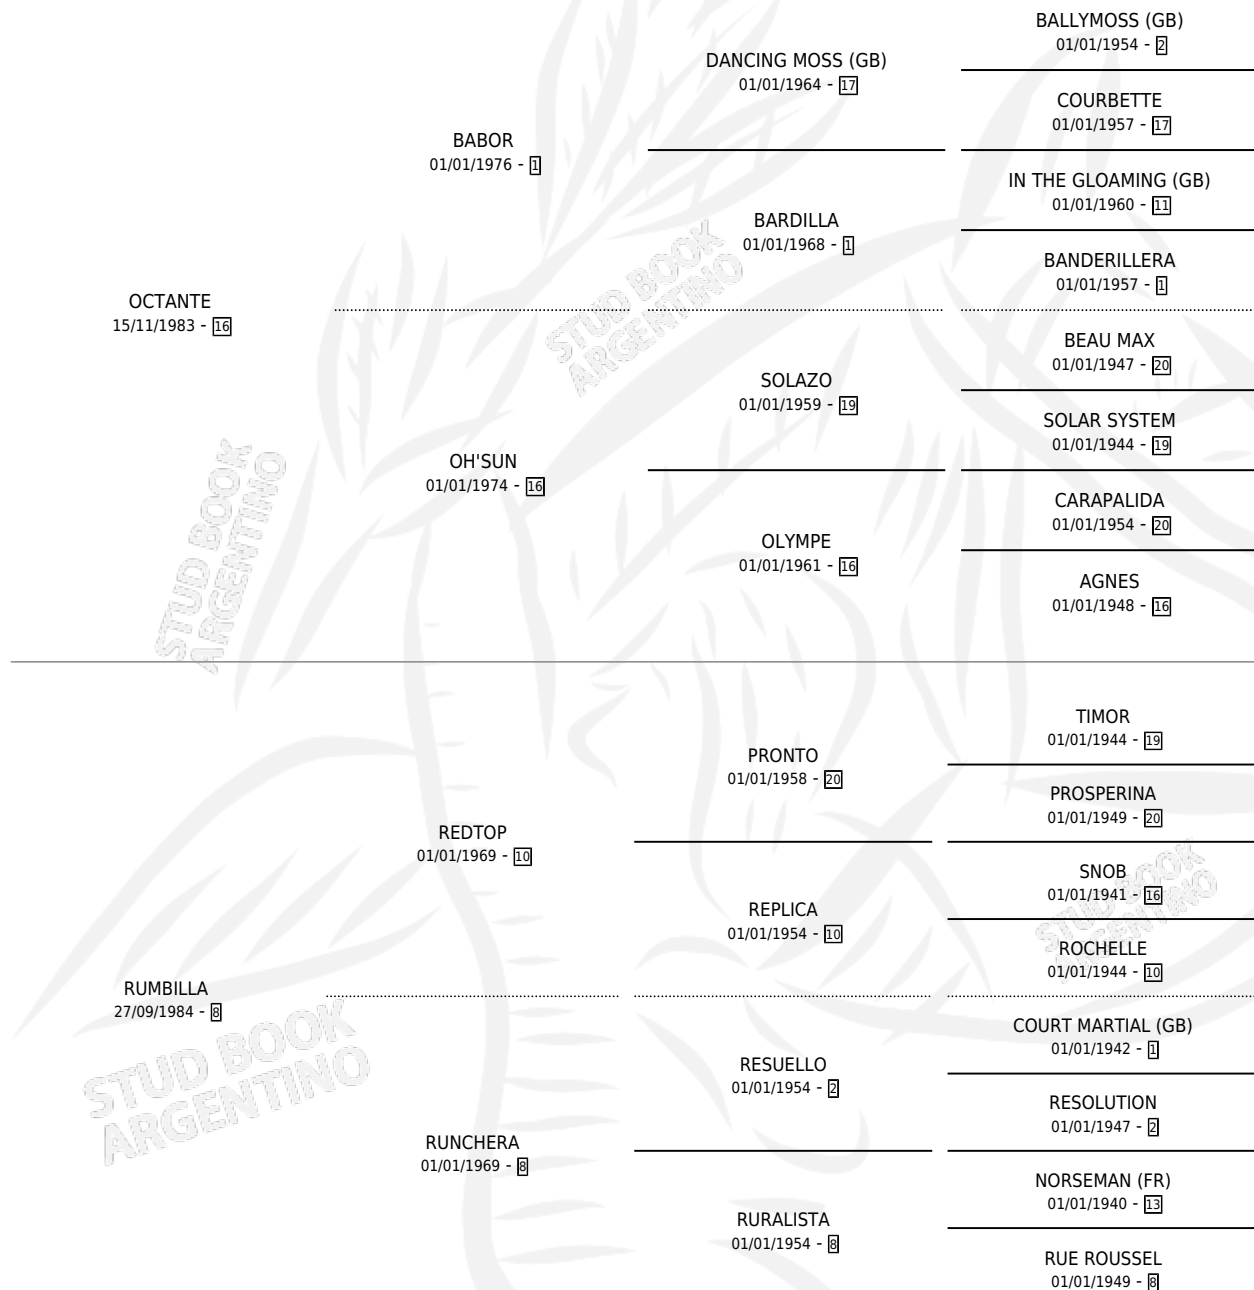 BALLYMOSS (GB)
01/01/1954 - 2
DANCING MOSS (GB)
01/01/1964 - 17
COURBETTE
01/01/1957 - 17
BABOR
01/01/1976 - 1
IN THE GLOAMING (GB)
01/01/1960 - 11
BARDILLA
01/01/1968 - 1
BANDERILLERA
01/01/1957 - 1
OCTANTE
15/11/1983 - 16
STUD BOOK
ARGENTINO
BEAU MAX
01/01/1947 - 20
SOLAZO
01/01/1959 - 19
SOLAR SYSTEM
01/01/1944 - 19
OH'SUN
01/01/1974 - 16
CARAPALIDA
01/01/1954 - 20
OLYMPE
01/01/1961 - 16
AGNES
01/01/1948 - 16
STUD BOOK
ARGENTINO
TIMOR
01/01/1944 - 19
PRONTO
01/01/1958 - 20
PROSPERINA
01/01/1949 - 20
REDTOP
01/01/1969 - 10
SNOB
01/01/1941 - 16
REPLICA
01/01/1954 - 10
STUD BOOK
ARGENTINO
ROCHELLE
01/01/1944 - 10
RUMBILLA
27/09/1984 - 8
STUD BOOK
ARGENTINO
COURT MARTIAL (GB)
01/01/1942 - 1
RESUELLO
01/01/1954 - 2
RESOLUTION
01/01/1947 - 2
RUNCHERA
01/01/1969 - 8
NORSEMAN (FR)
01/01/1940 - 13
RURALISTA
01/01/1954 - 8
RUE ROUSSEL
01/01/1949 - 8